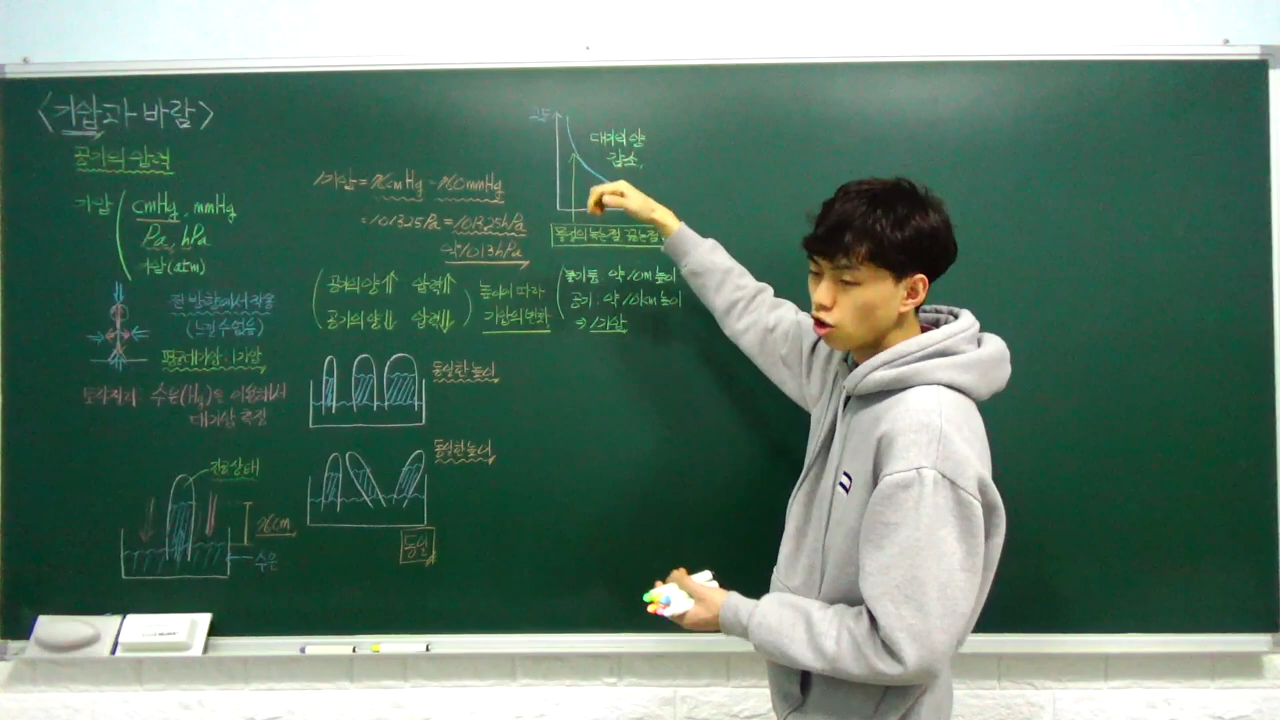 <기압과 바람>
공기의 압력
기압
cmHg, mmHg
Pa, hPa
기압(atm)
전 방향에서 작용
(느낄 수 없음)
평균대기압: 1기압
토리첼리 수은(Hg)을 이용해서
대기압 측정
진공상태
76cm
수은
1기압 = 76cmHg = 760mmHg
= 101325Pa = 1013.25hPa
약 1013hPa
공기의 양↑ 압력↑
공기의 양↓ 압력↓
높이에 따라
기압의 변화
물기둥 약 10m 높이
공기 : 약 10km 높이
⇒ 1기압
동일한 높이
동일한 높이
동일
높이
대기의 양
감소